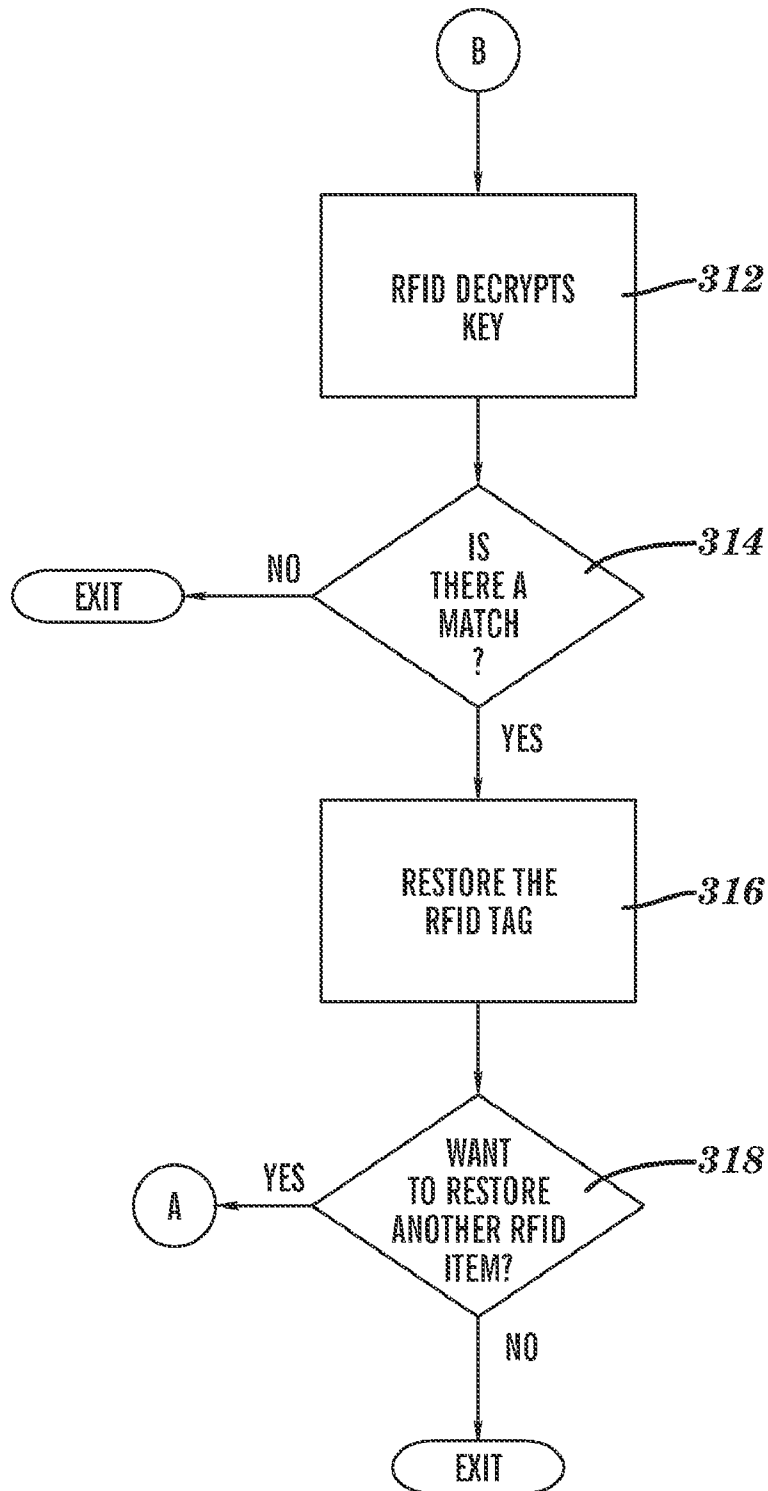 B
RFID DECRYPTS
KEY
312
IS
THERE A
MATCH
?
314
NO
EXIT
YES
RESTORE THE
RFID TAG
316
WANT
TO RESTORE
ANOTHER RFID
ITEM?
318
YES
A
NO
EXIT